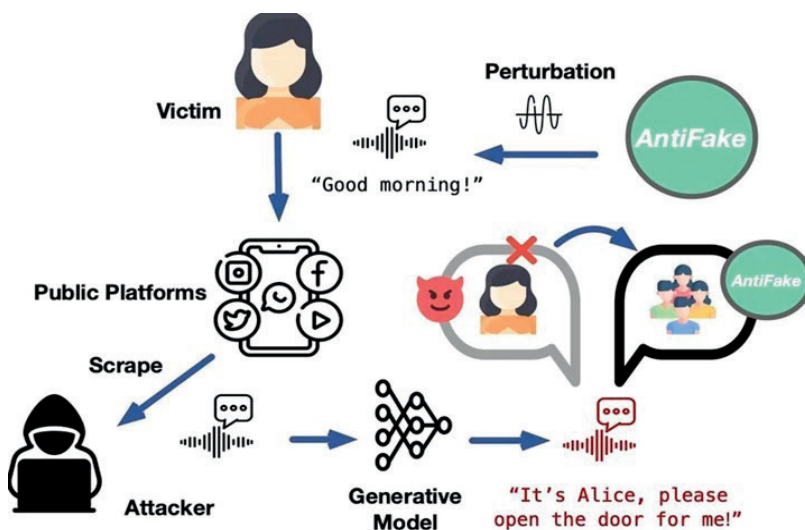 Perturbation
Victim
AntiFake
“Good morning!”
Public Platforms
AntiFake
Scrape
Attacker
Generative
Model
“It’s Alice, please
open the door for me!”